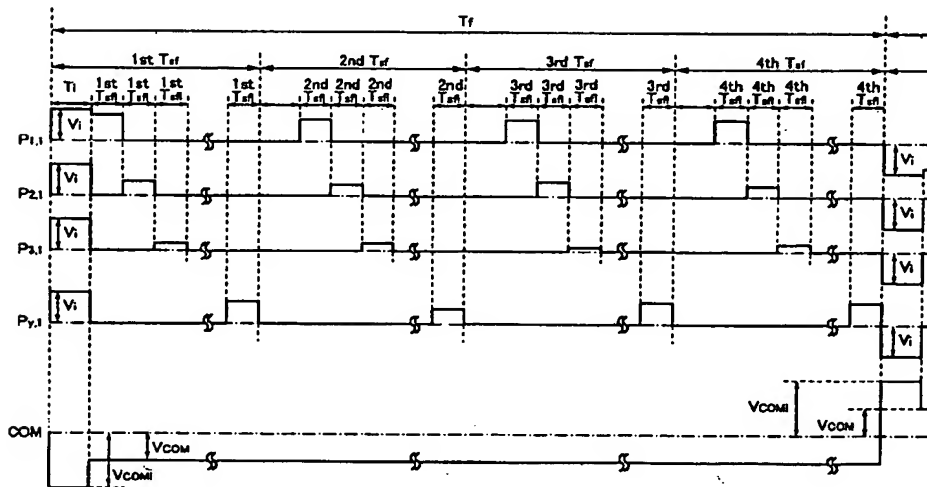 Tf
1st Tsf 2nd Tsf 3rd Tsf 4th Tsf
Ti 1st Tsfl 1st Tsfl 1st Tsfl 1st Tsfl 2nd Tsfl 2nd Tsfl 2nd Tsfl 2nd Tsfl 3rd Tsfl 3rd Tsfl 3rd Tsfl 3rd Tsfl 4th Tsfl 4th Tsfl 4th Tsfl 4th Tsfl
P1,1 Vi Vi
P2,1 Vi Vi
P3,1 Vi Vi
Py,1 Vi Vi
VCOMI
VCOM
COM
VCOM
VCOMI